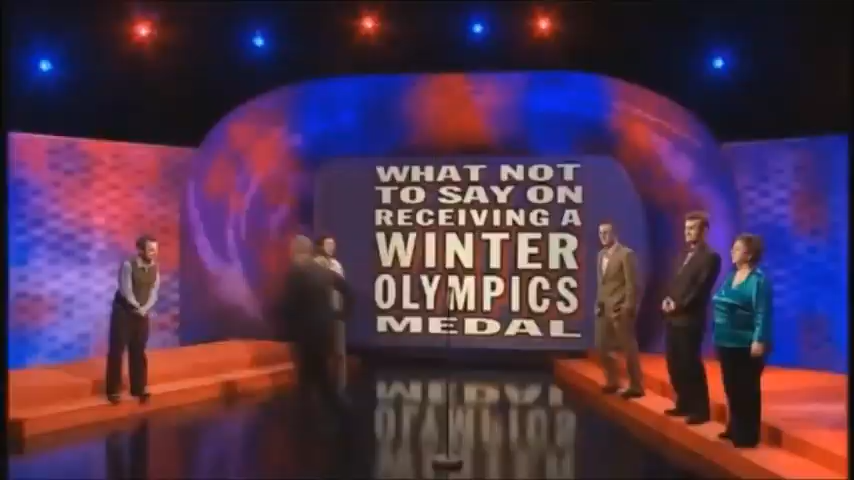 WHAT NOT
TO SAY ON
RECEIVING A
WINTER
OLYMPICS
MEDAL